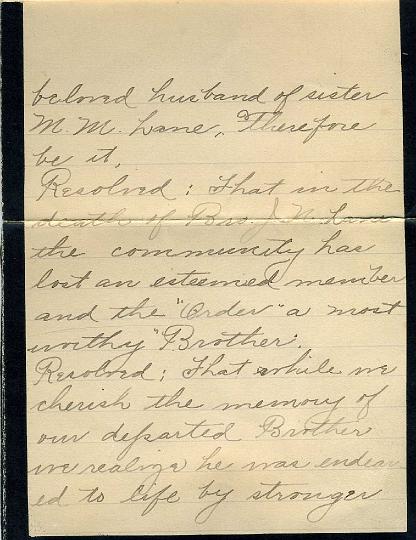 beloved husband of sister
M. M. Lane, Therefore
be it,
Resolved: That in the
death of Bro. J. N. Lane
the community has
lost an esteemed member
and the "Order" a most
worthy "Brother".
Resolved; That while we
cherish the memory of
our departed Brother
we realize he was endear
ed to life by stronger